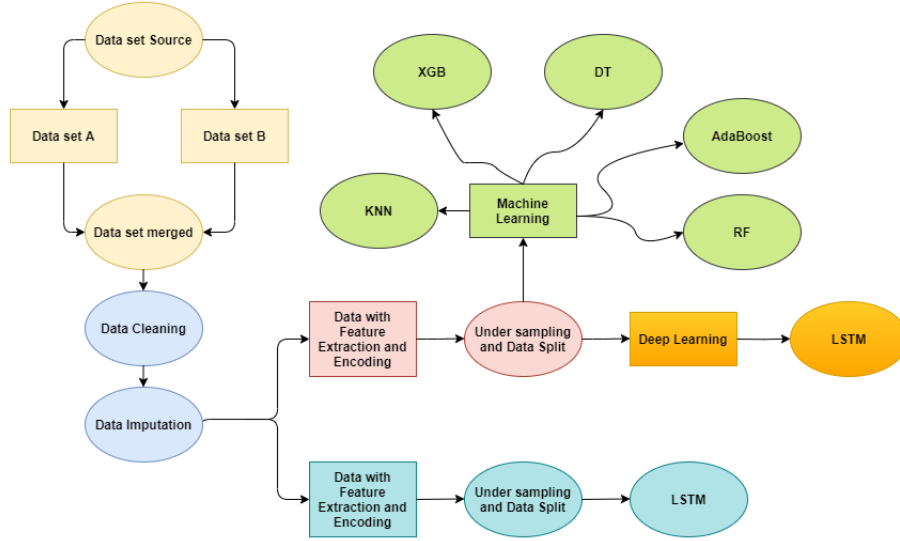 Data set Source
XGB
DT
Data set A
Data set B
AdaBoost
KNN
Machine
Learning
Data set merged
RF
Data Cleaning
Data with
Feature
Extraction and
Encoding
Under sampling
and Data Split
Deep Learning
LSTM
Data Imputation
Data with
Feature
Extraction and
Encoding
Under sampling
and Data Split
LSTM